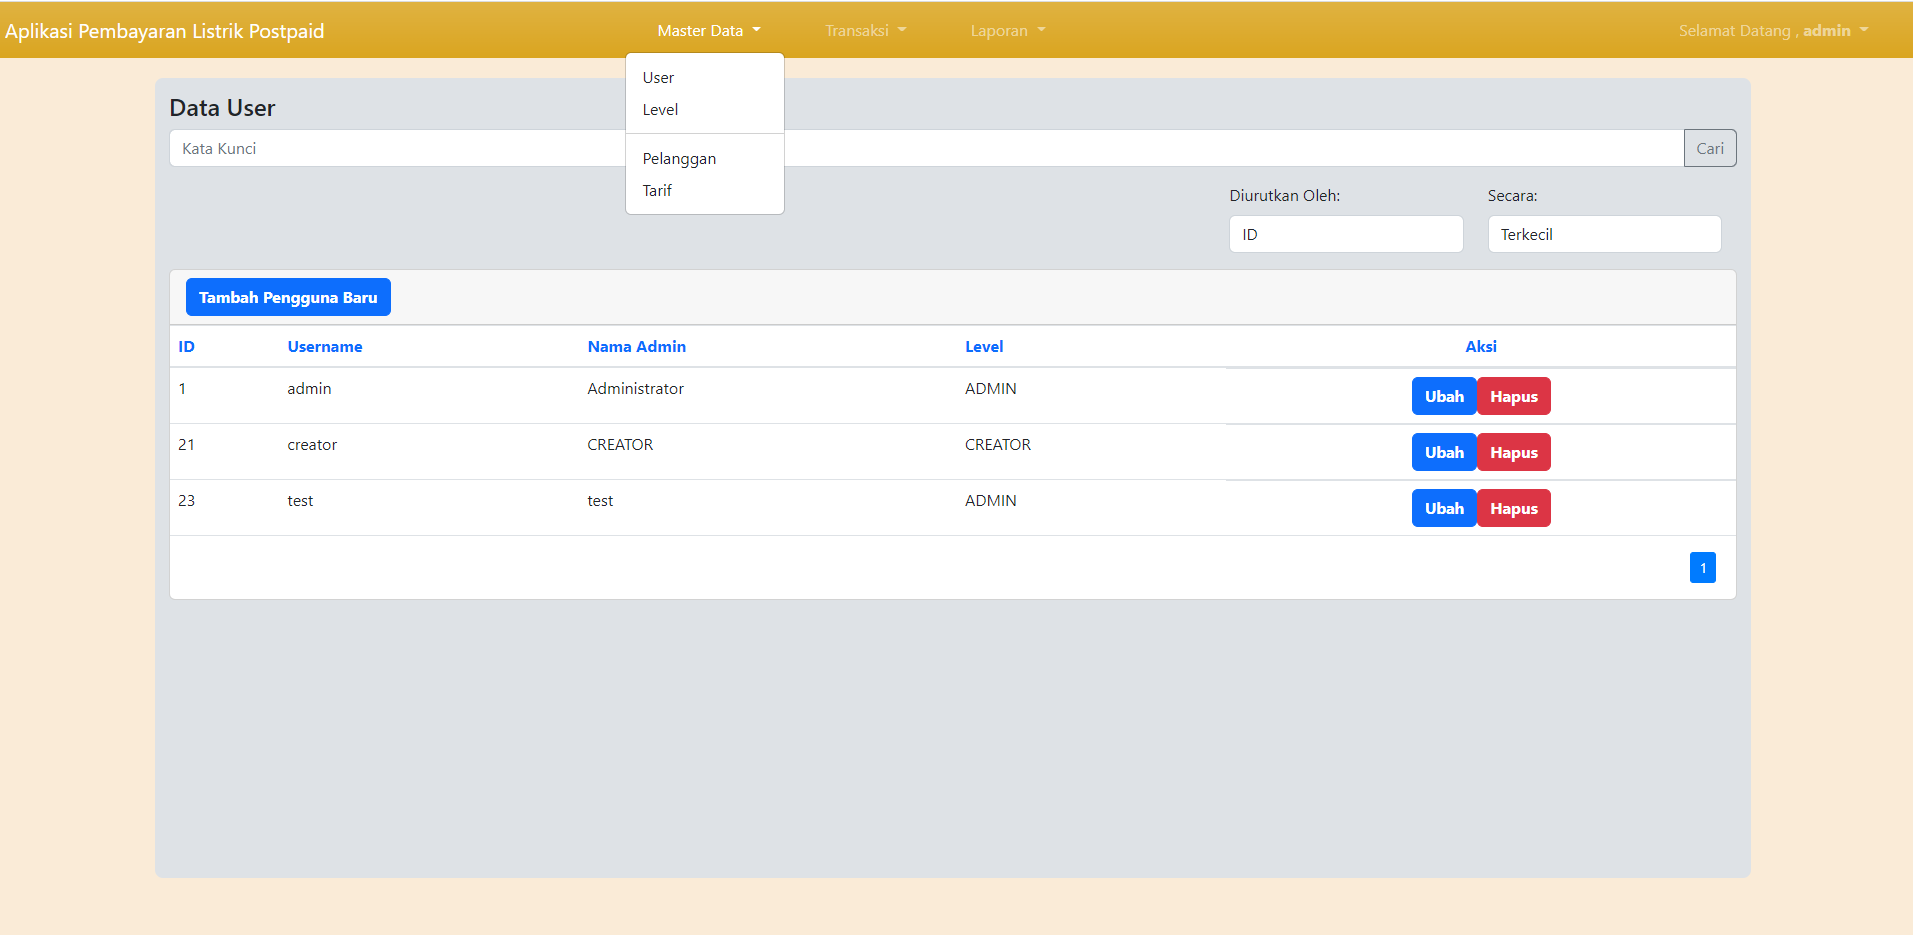 Aplikasi Pembayaran Listrik Postpaid
Master Data
Transaksi
Laporan
Selamat Datang , admin
User
Level
Pelanggan
Tarif
Data User
Kata Kunci
Cari
Diurutkan Oleh:
Secara:
ID
Terkecil
Tambah Pengguna Baru
ID Username Nama Admin Level Aksi
1 admin Administrator ADMIN Ubah Hapus
21 creator CREATOR CREATOR Ubah Hapus
23 test test ADMIN Ubah Hapus
1